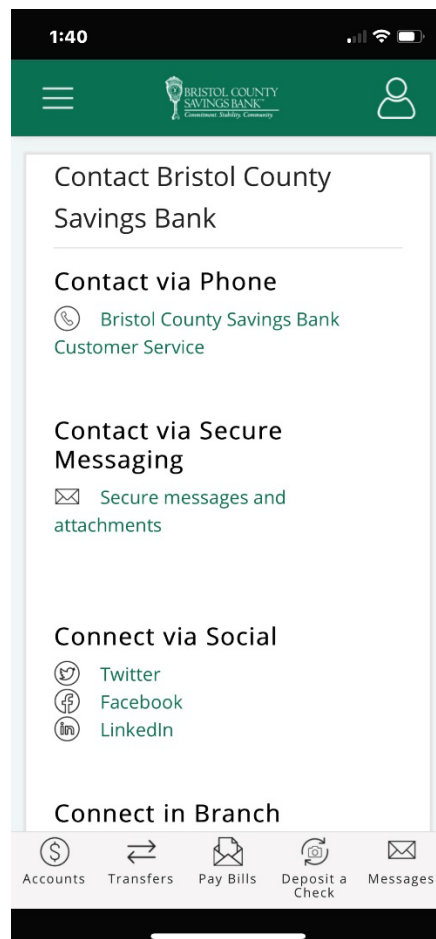 1:40
BRISTOL COUNTY
SAVINGS BANK™
Commitment Stability Community
Contact Bristol County
Savings Bank
Contact via Phone
Bristol County Savings Bank
Customer Service
Contact via Secure
Messaging
Secure messages and
attachments
Connect via Social
Twitter
Facebook
LinkedIn
Connect in Branch
Accounts
Transfers
Pay Bills
Deposit a
Check
Messages